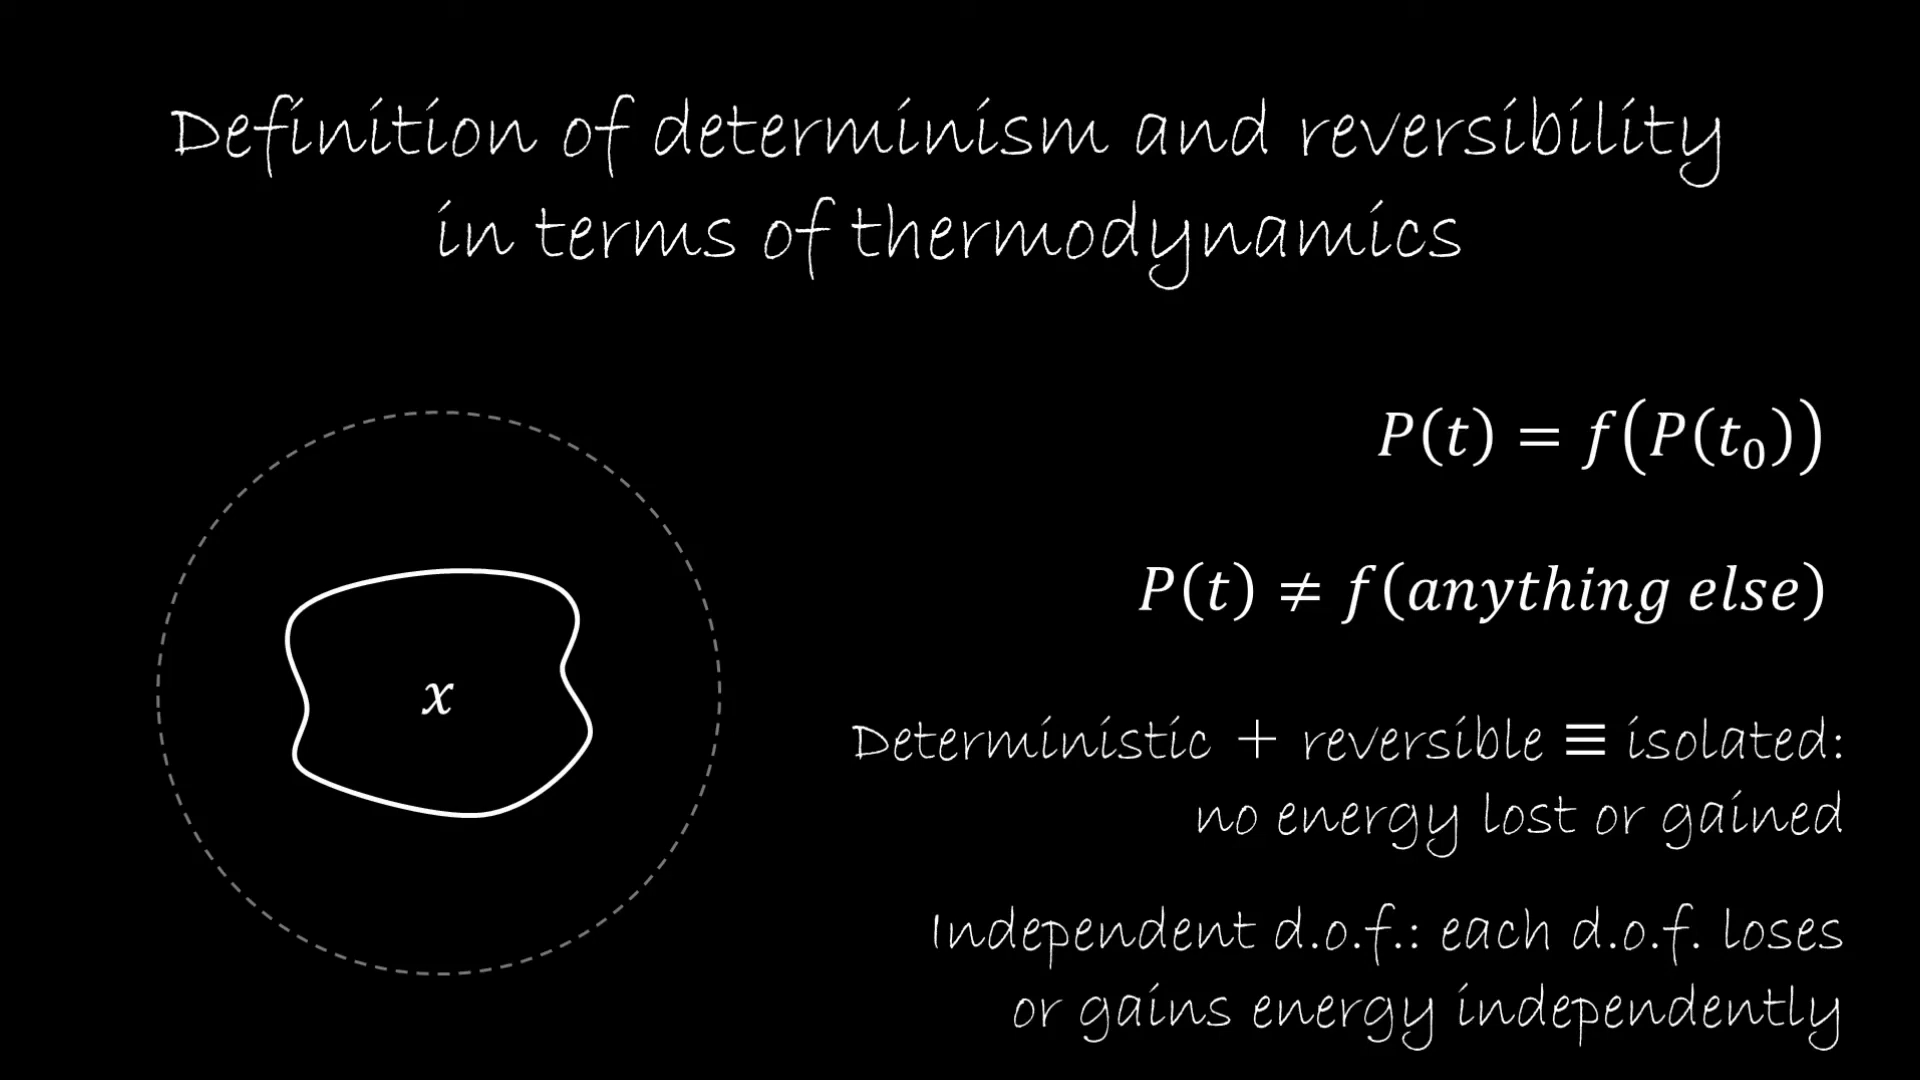 Definition of determinism and reversibility
in terms of thermodynamics
P(t) = f(P(t₀))
P(t) ≠ f(anything else)
x
Deterministic + reversible ≡ isolated:
no energy lost or gained
Independent d.o.f.: each d.o.f. loses
or gains energy independently